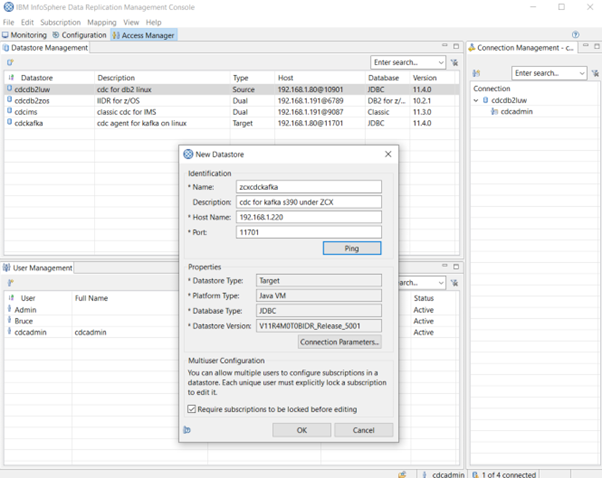 IBM InfoSphere Data Replication Management Console
File Edit Subscription Mapping View Help
Monitoring Configuration Access Manager
Datastore Management
Enter search...
Datastore Description Type Host Database Version
cdcdb2luw cdc for db2 linux Source 192.168.1.80@10901 JDBC 11.4.0
cdcdb2zos IIDR for z/OS Dual 192.168.1.191@6789 DB2 for z/... 10.2.1
cdcims classic cdc for IMS Dual 192.168.1.191@9087 Classic 11.3.0
cdckafka cdc agent for kafka on linux Target 192.168.1.80@11701 JDBC 11.4.0
Connection Management - c...
Enter search...
Connection
cdcdb2luw
cdcadmin
User Management
arch...
User Full Name Status
Admin Active
Bruce Active
cdcadmin cdcadmin Active
New Datastore
Identification
* Name: zcxcdckafka
Description: cdc for kafka s390 under ZCX
* Host Name: 192.168.1.220
* Port: 11701
Ping
Properties
* Datastore Type: Target
* Platform Type: Java VM
* Database Type: JDBC
* Datastore Version: V11R4M0T0BIDR_Release_5001
Connection Parameters...
Multiuser Configuration
You can allow multiple users to configure subscriptions in a
datastore. Each unique user must explicitly lock a subscription
to edit it.
Require subscriptions to be locked before editing
OK Cancel
cdcadmin 1 of 4 connected